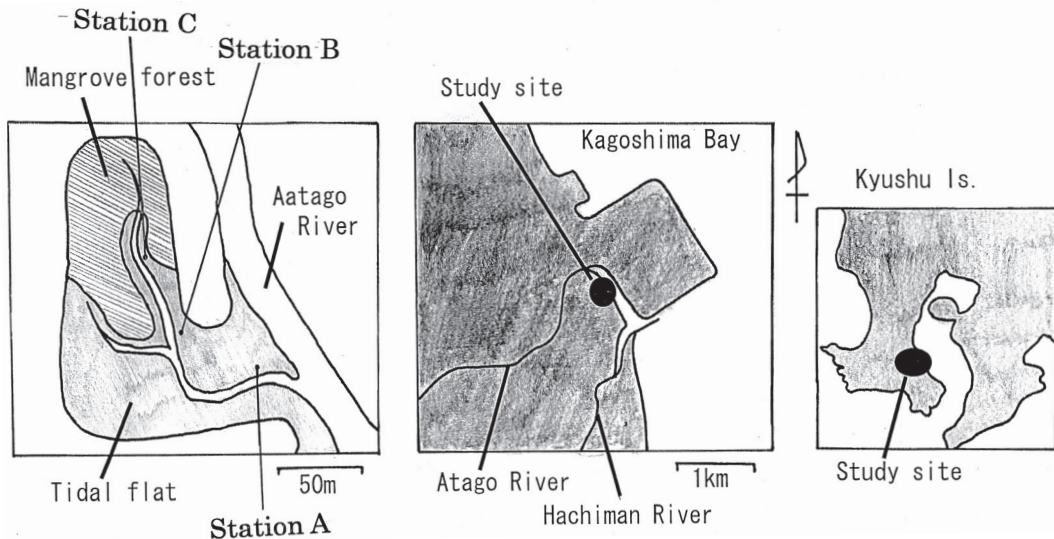 Station C
Station B
Mangrove forest
Aatago
River
Tidal flat
50m
Station A
Study site
Kagoshima Bay
Atago River
1km
Hachiman River
Kyushu Is.
Study site